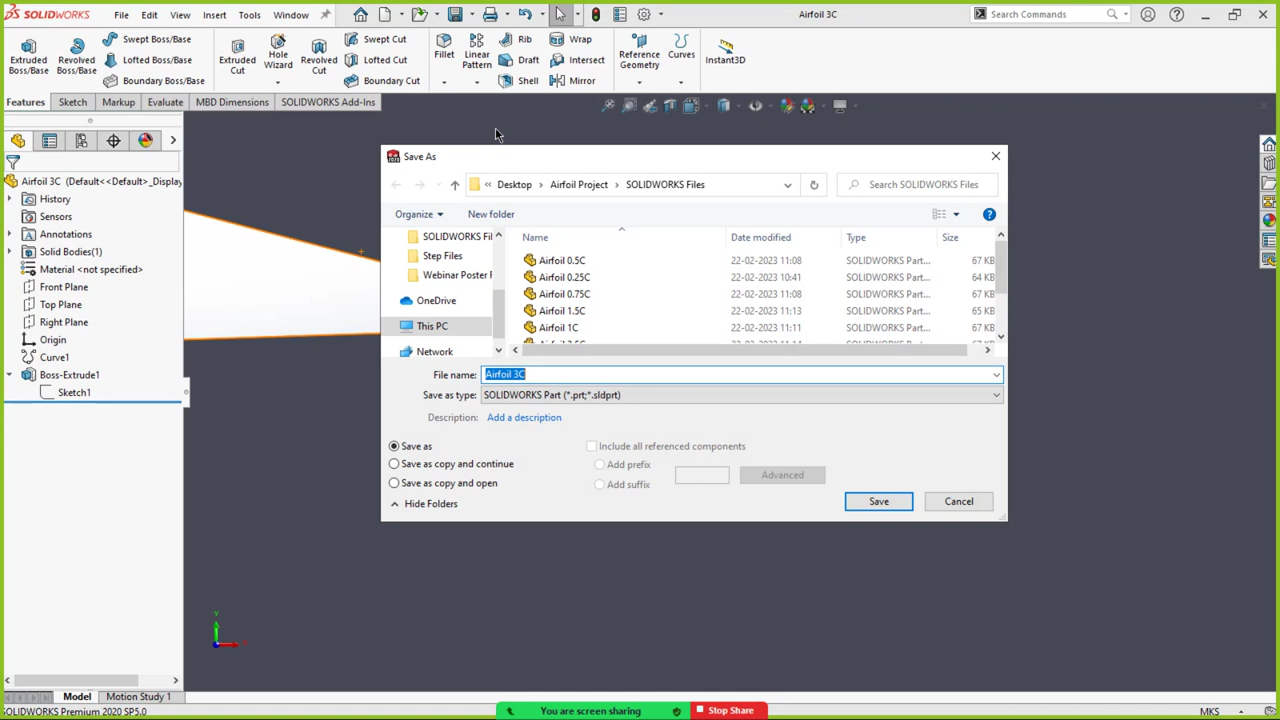 SOLIDWORKS File Edit View Insert Tools Window Airfoil 3C Search Commands
Extruded Boss/Base
Revolved Boss/Base
Swept Boss/Base
Lofted Boss/Base
Boundary Boss/Base
Extruded Cut
Hole Wizard
Revolved Cut
Swept Cut
Lofted Cut
Boundary Cut
Fillet
Linear Pattern
Rib
Draft
Shell
Wrap
Intersect
Mirror
Reference Geometry
Curves
Instant3D
Features Sketch Markup Evaluate MBD Dimensions SOLIDWORKS Add-Ins
Airfoil 3C (Default<<Default>_Display
History
Sensors
Annotations
Solid Bodies(1)
Material <not specified>
Front Plane
Top Plane
Right Plane
Origin
Curve1
Boss-Extrude1
Sketch1
Save As
« Desktop › Airfoil Project › SOLIDWORKS Files
Search SOLIDWORKS Files
Organize New folder
SOLIDWORKS Fil
Step Files
Webinar Poster F
OneDrive
This PC
Network
Name Date modified Type Size
Airfoil 0.5C 22-02-2023 11:08 SOLIDWORKS Part... 67 KB
Airfoil 0.25C 22-02-2023 10:41 SOLIDWORKS Part... 64 KB
Airfoil 0.75C 22-02-2023 11:08 SOLIDWORKS Part... 67 KB
Airfoil 1.5C 22-02-2023 11:13 SOLIDWORKS Part... 65 KB
Airfoil 1C 22-02-2023 11:11 SOLIDWORKS Part... 67 KB
File name: Airfoil 3C
Save as type: SOLIDWORKS Part (*.prt;*.sldprt)
Description: Add a description
Save as
Save as copy and continue
Save as copy and open
Include all referenced components
Add prefix
Add suffix
Advanced
Hide Folders
Save Cancel
Y
Model Motion Study 1
SOLIDWORKS Premium 2020 SP5.0
You are screen sharing Stop Share
MKS